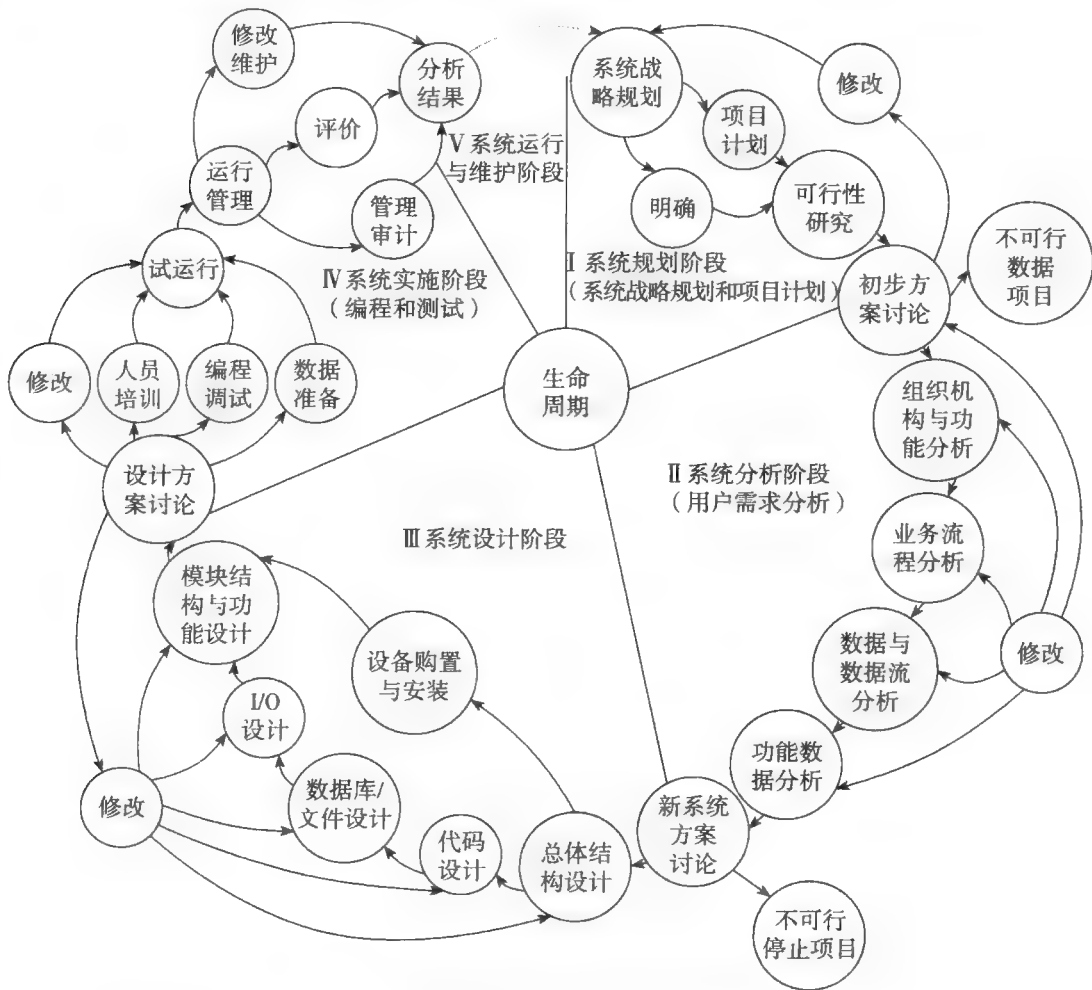 修改
维护
分析
结果
系统战
略规划
修改
评价
项目
计划
Ⅴ系统运行
与维护阶段
运行
管理
管理
审计
明确
可行性
研究
不可行
数据
项目
试运行
Ⅳ系统实施阶段
（编程和测试）
Ⅰ系统规划阶段
（系统战略规划和项目计划）
初步方
案讨论
修改
人员
培训
编程
调试
数据
准备
生命
周期
组织机
构与功
能分析
设计方
案讨论
Ⅱ系统分析阶段
（用户需求分析）
Ⅲ系统设计阶段
业务流
程分析
模块结
构与功
能设计
设备购置
与安装
数据与
数据流
分析
修改
I/O
设计
功能数
据分析
修改
数据库/
文件设计
代码
设计
总体结
构设计
新系统
方案
讨论
不可行
停止项目